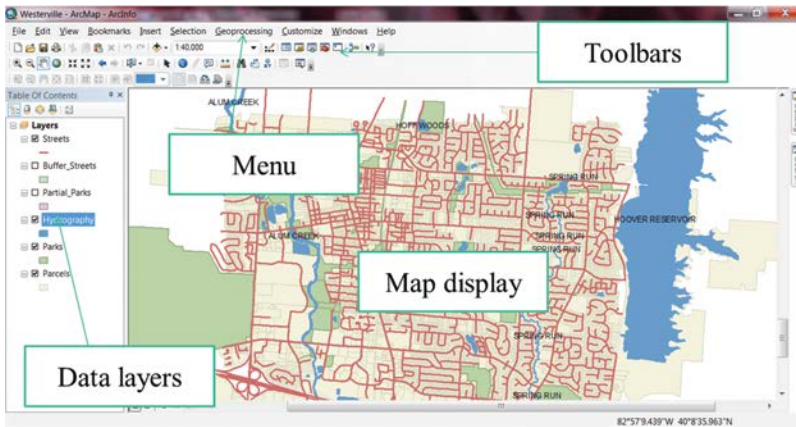 Westerville - ArcMap - ArcInfo
File Edit View Bookmarks Insert Selection Geoprocessing Customize Windows Help
1:40,000
Toolbars
Table Of Contents
Layers
Streets
Buffer_Streets
Partial_Parks
Hydrography
Parks
Parcels
ALUM CREEK
HOFF WOODS
Menu
SPRING RUN
SPRING RUN
HOOVER RESERVOIR
ALUM CREEK
SPRING RUN
SPRING RUN
Map display
SPRING RUN
Data layers
SPRING RUN
82°57'9.439"W 40°8'35.963"N